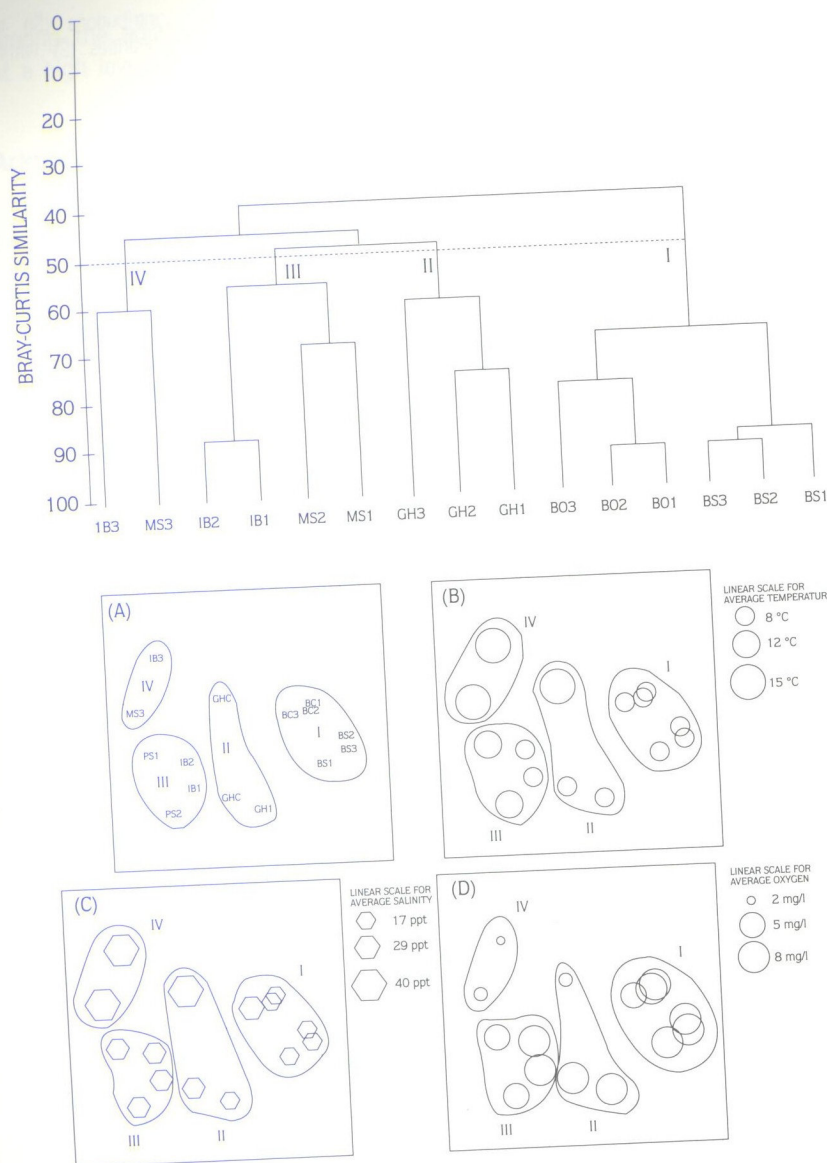 0
10
20
30
40
50
60
70
80
90
100
BRAY-CURTIS SIMILARITY
IV
III
II
I
1B3 MS3 IB2 IB1 MS2 MS1 GH3 GH2 GH1 BO3 BO2 BO1 BS3 BS2 BS1
(A)
IB3
IV
MS3
GHC
BC1
BC2
BC3
I
BS2
BS3
BS1
PS1
IB2
III
IB1
PS2
II
GHC
GH1
(B)
IV
I
III
II
LINEAR SCALE FOR
AVERAGE TEMPERATUR
8 °C
12 °C
15 °C
(C)
IV
I
III
II
LINEAR SCALE FOR
AVERAGE SALINITY
17 ppt
29 ppt
40 ppt
(D)
IV
I
III
II
LINEAR SCALE FOR
AVERAGE OXYGEN
2 mg/l
5 mg/l
8 mg/l